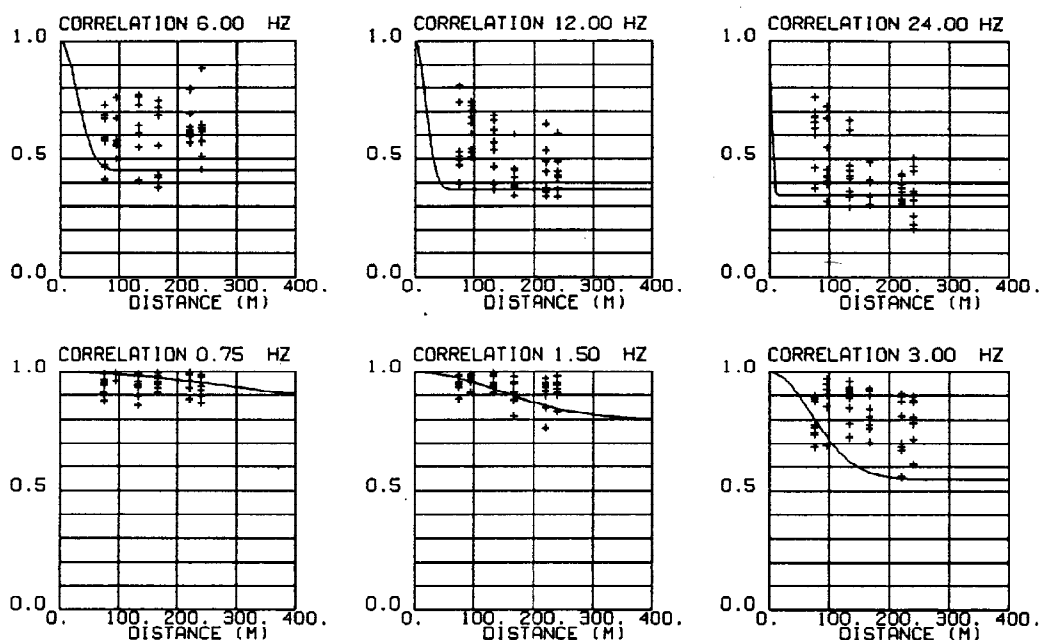 CORRELATION 6.00 HZ
1.0
0.5
0.0
0. 100. 200. 300. 400.
DISTANCE (M)
CORRELATION 12.00 HZ
1.0
0.5
0.0
0. 100. 200. 300. 400.
DISTANCE (M)
CORRELATION 24.00 HZ
1.0
0.5
0.0
0. 100. 200. 300. 400.
DISTANCE (M)
CORRELATION 0.75 HZ
1.0
0.5
0.0
0. 100. 200. 300. 400.
DISTANCE (M)
CORRELATION 1.50 HZ
1.0
0.5
0.0
0. 100. 200. 300. 400.
DISTANCE (M)
CORRELATION 3.00 HZ
1.0
0.5
0.0
0. 100. 200. 300. 400.
DISTANCE (M)